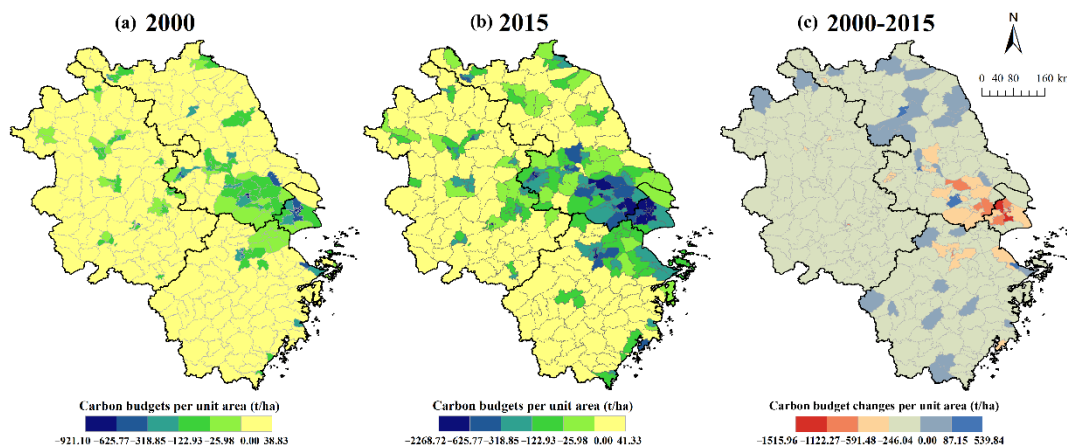 (a) 2000
(b) 2015
(c) 2000-2015
N
0 40 80 160 km
Carbon budgets per unit area (t/ha)
−921.10 −625.77 −318.85 −122.93 −25.98 0.00 38.83
Carbon budgets per unit area (t/ha)
−2268.72 −625.77 −318.85 −122.93 −25.98 0.00 41.33
Carbon budget changes per unit area (t/ha)
−1515.96 −1122.27 −591.48 −246.04 0.00 87.15 539.53